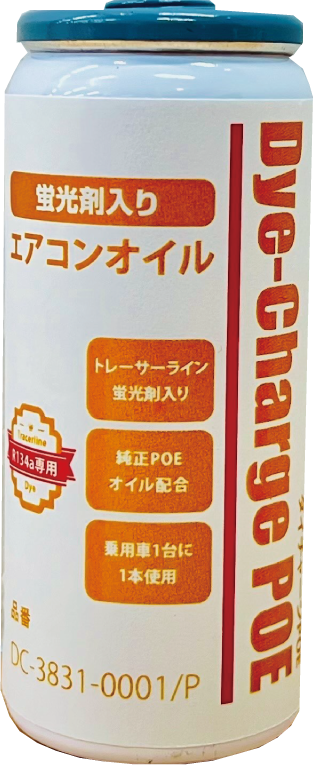 蛍光剤入り
エアコンオイル
トレーサーライン
蛍光剤入り
純正POE
オイル配合
乗用車1台に
1本使用
Tracerline
R134a専用
Dye
品番
DC-3831-0001/P
Dye-Charge POE